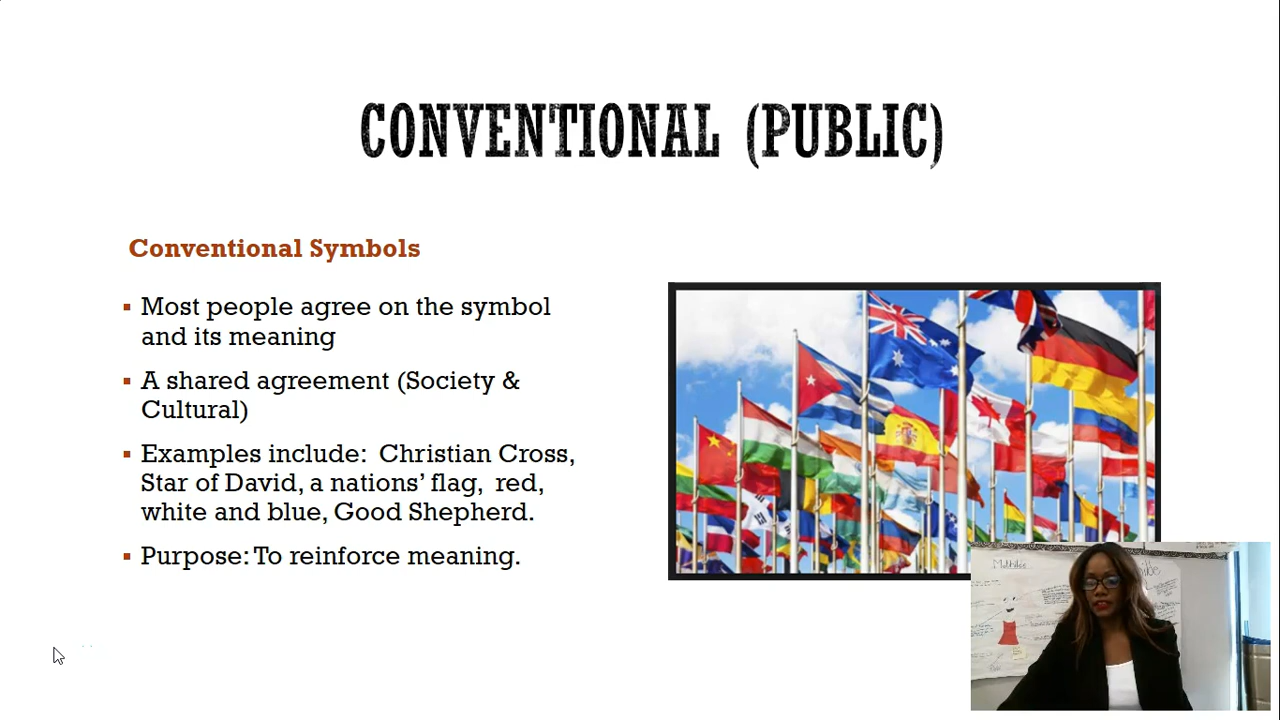 CONVENTIONAL (PUBLIC)
Conventional Symbols
▪ Most people agree on the symbol
and its meaning
▪ A shared agreement (Society &
Cultural)
▪ Examples include:  Christian Cross,
Star of David, a nations’ flag,  red,
white and blue, Good Shepherd.
▪ Purpose: To reinforce meaning.
Mathilde